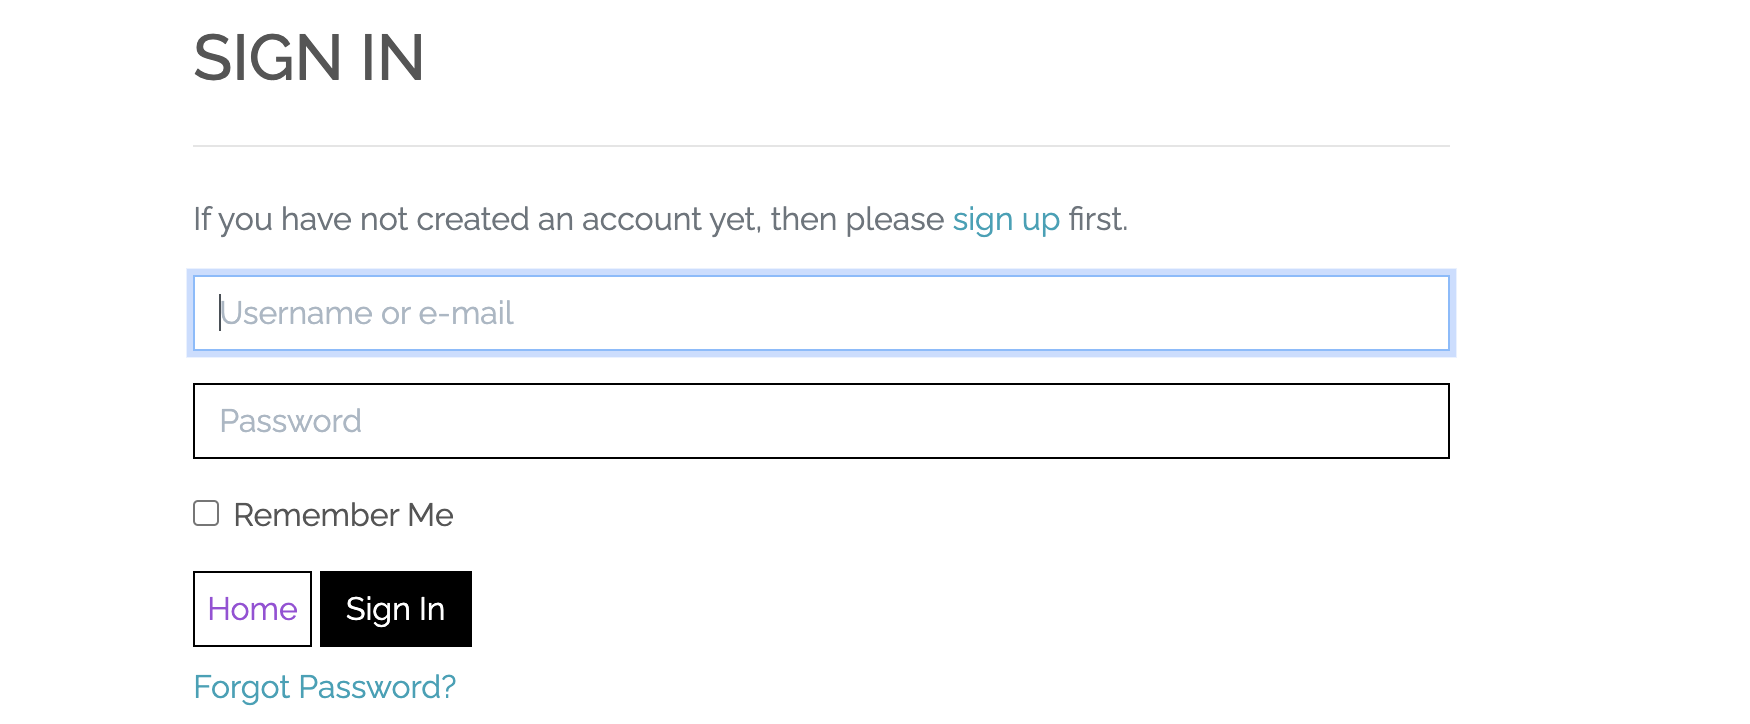 SIGN IN
If you have not created an account yet, then please sign up first.
Username or e-mail
Password
Remember Me
Home Sign In
Forgot Password?